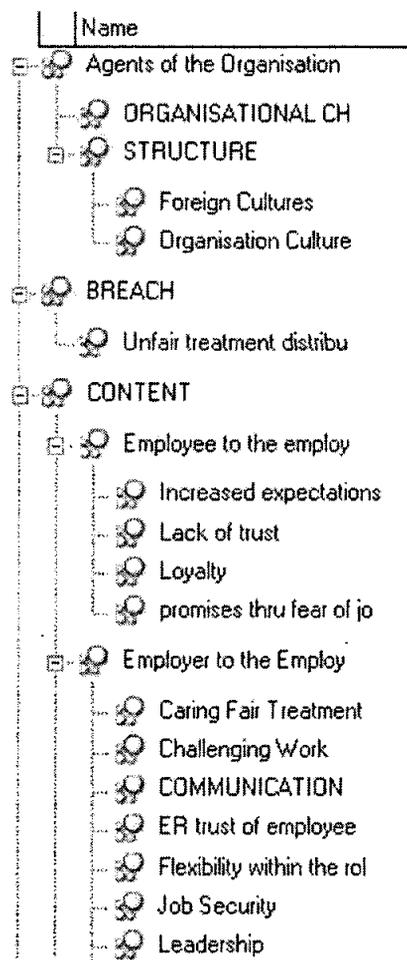 Name
Agents of the Organisation
ORGANISATIONAL CH
STRUCTURE
Foreign Cultures
Organisation Culture
BREACH
Unfair treatment distribu
CONTENT
Employee to the employ
Increased expectations
Lack of trust
Loyalty
promises thru fear of jo
Employer to the Employ
Caring Fair Treatment
Challenging Work
COMMUNICATION
ER trust of employee
Flexibility within the rol
Job Security
Leadership